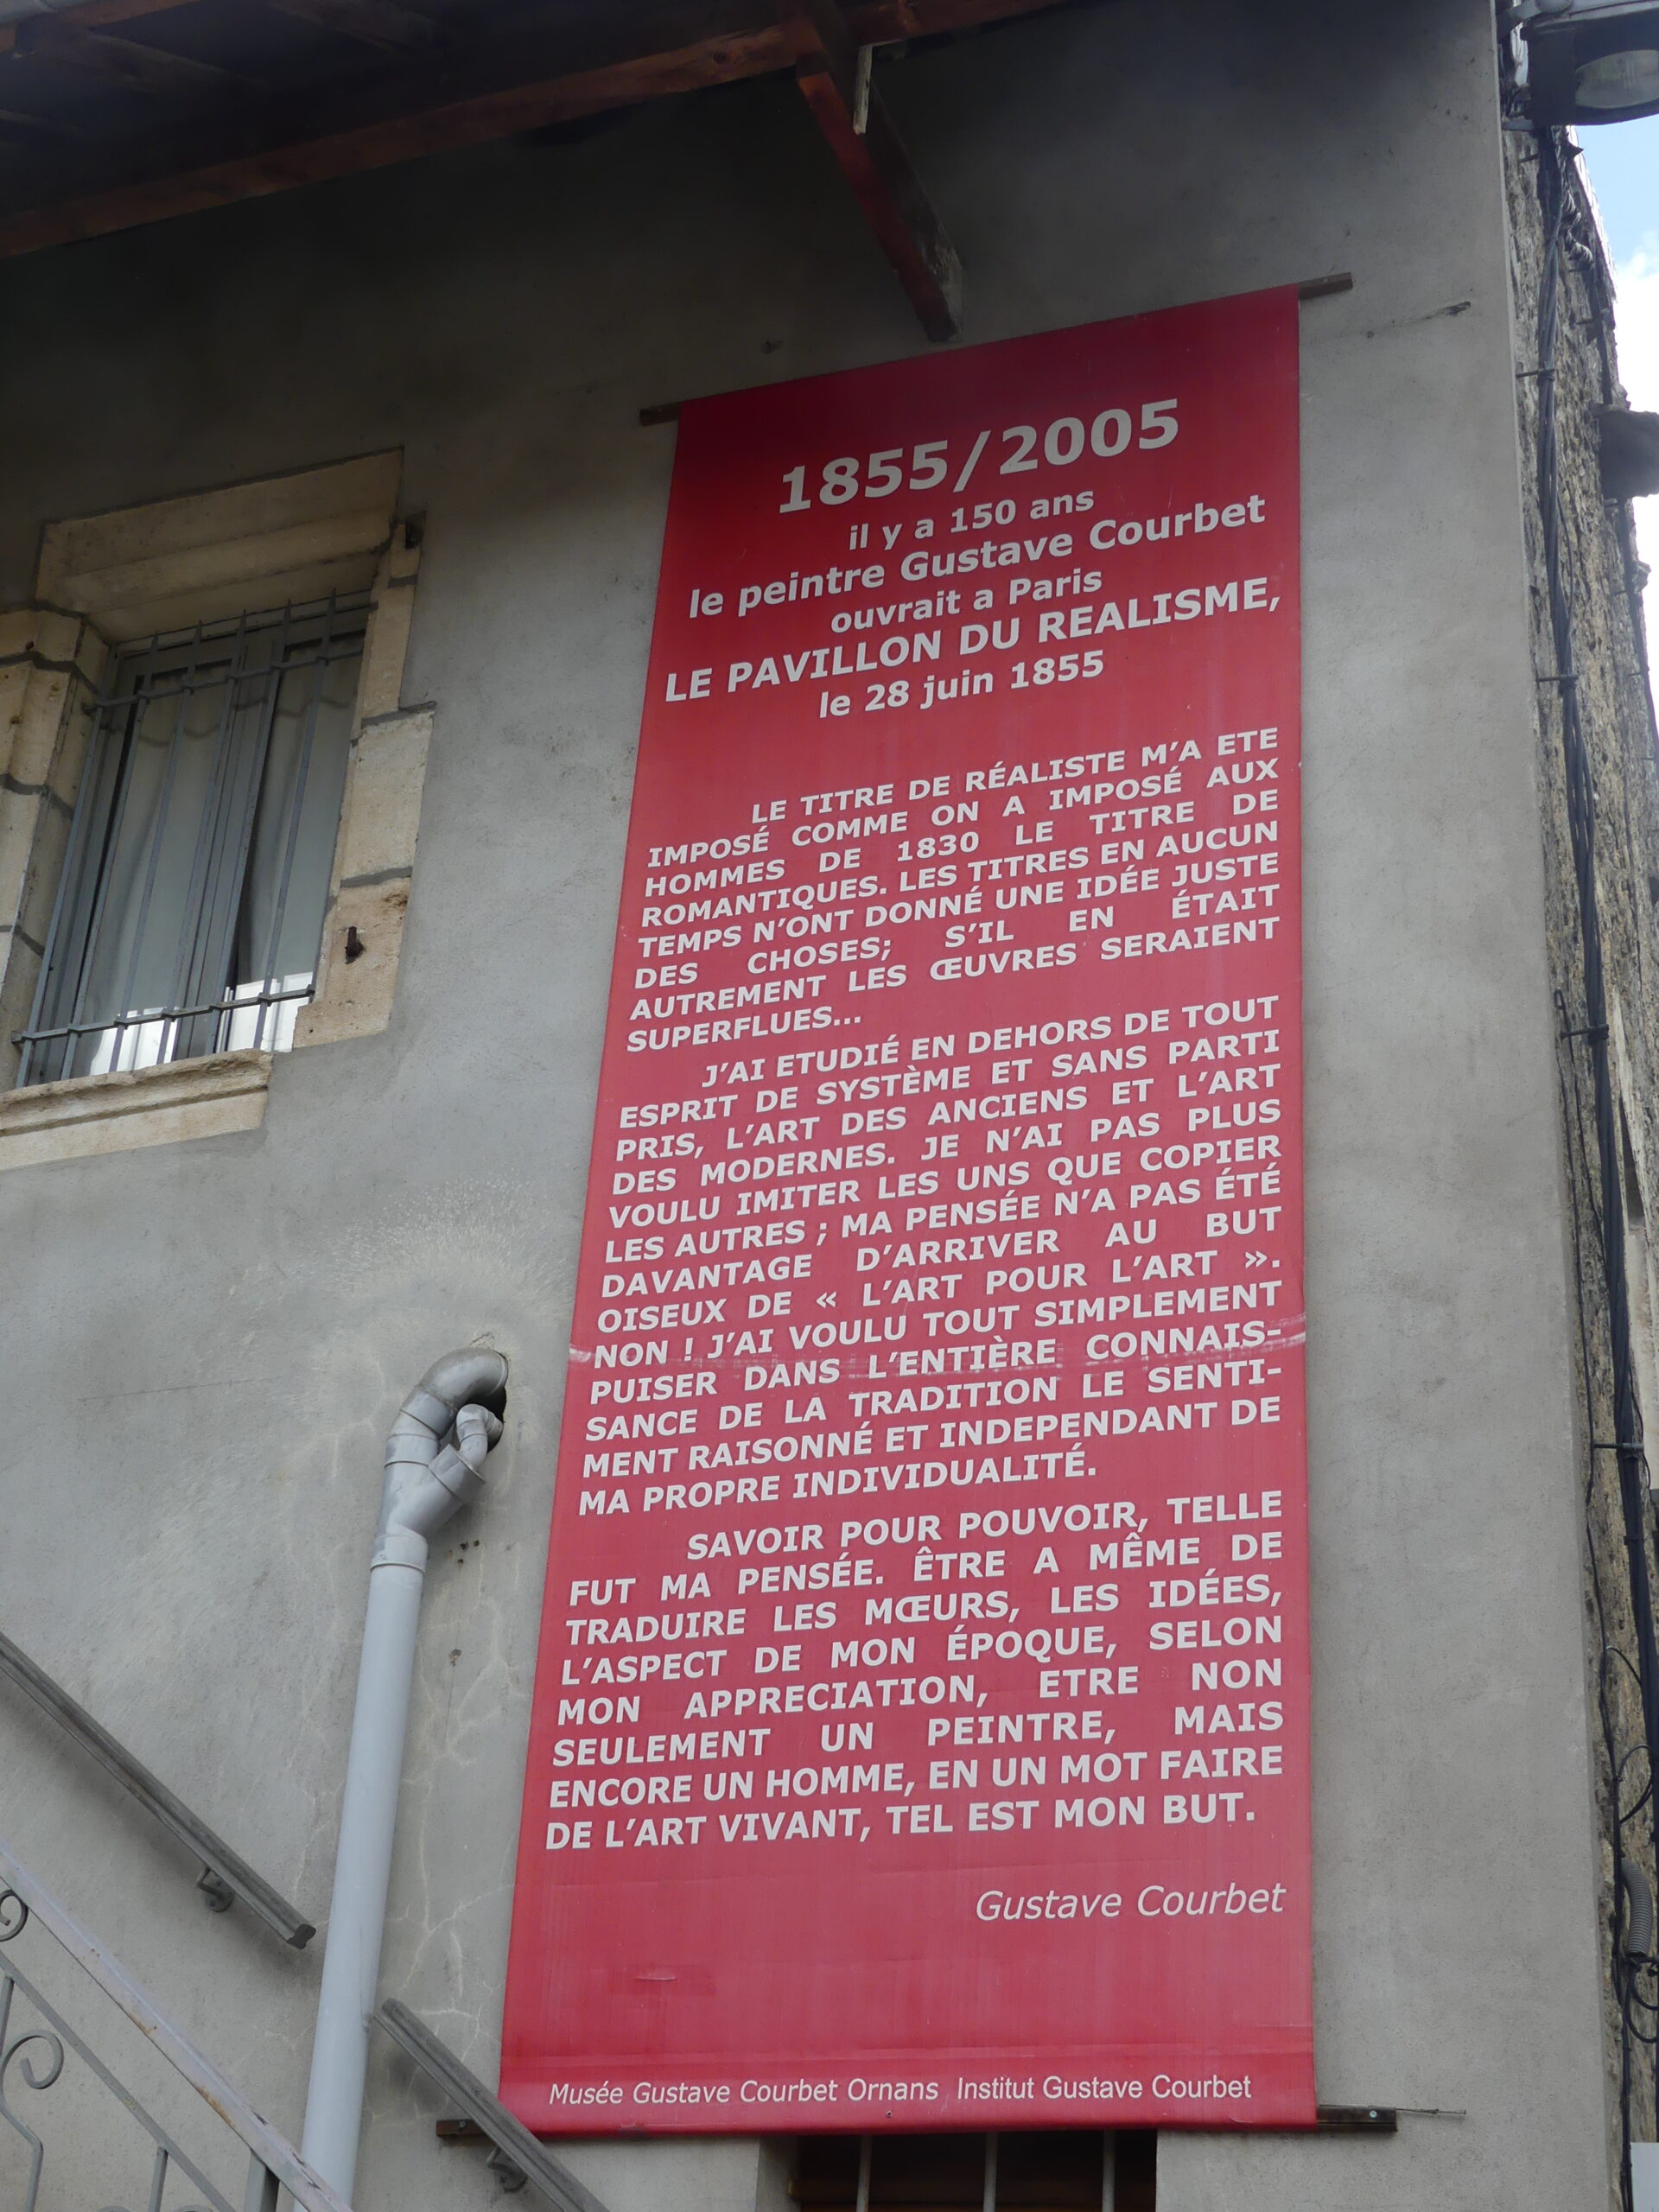 1855/2005
il y a 150 ans
le peintre Gustave Courbet
ouvrait a Paris
LE PAVILLON DU REALISME,
le 28 juin 1855
LE TITRE DE RÉALISTE M'A ETE
IMPOSÉ COMME ON A IMPOSÉ AUX
HOMMES DE 1830 LE TITRE DE
ROMANTIQUES. LES TITRES EN AUCUN
TEMPS N'ONT DONNÉ UNE IDÉE JUSTE
DES CHOSES; S'IL EN ÉTAIT
AUTREMENT LES ŒUVRES SERAIENT
SUPERFLUES...
J'AI ETUDIÉ EN DEHORS DE TOUT
ESPRIT DE SYSTÈME ET SANS PARTI
PRIS, L'ART DES ANCIENS ET L'ART
DES MODERNES. JE N'AI PAS PLUS
VOULU IMITER LES UNS QUE COPIER
LES AUTRES ; MA PENSÉE N'A PAS ÉTÉ
DAVANTAGE D'ARRIVER AU BUT
OISEUX DE « L'ART POUR L'ART ».
NON ! J'AI VOULU TOUT SIMPLEMENT
PUISER DANS L'ENTIÈRE CONNAIS-
SANCE DE LA TRADITION LE SENTI-
MENT RAISONNÉ ET INDEPENDANT DE
MA PROPRE INDIVIDUALITÉ.
SAVOIR POUR POUVOIR, TELLE
FUT MA PENSÉE. ÊTRE A MÊME DE
TRADUIRE LES MŒURS, LES IDÉES,
L'ASPECT DE MON ÉPOQUE, SELON
MON APPRECIATION, ETRE NON
SEULEMENT UN PEINTRE, MAIS
ENCORE UN HOMME, EN UN MOT FAIRE
DE L'ART VIVANT, TEL EST MON BUT.
Gustave Courbet
Musée Gustave Courbet Ornans Institut Gustave Courbet